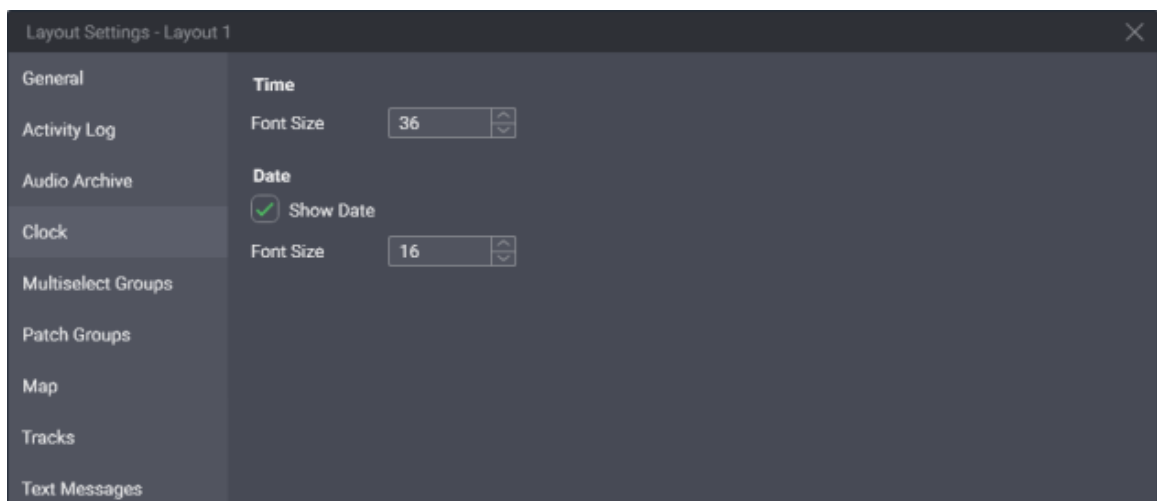 Layout Settings - Layout 1
General
Activity Log
Audio Archive
Clock
Multiselect Groups
Patch Groups
Map
Tracks
Text Messages
Time
Font Size 36
Date
Show Date
Font Size 16